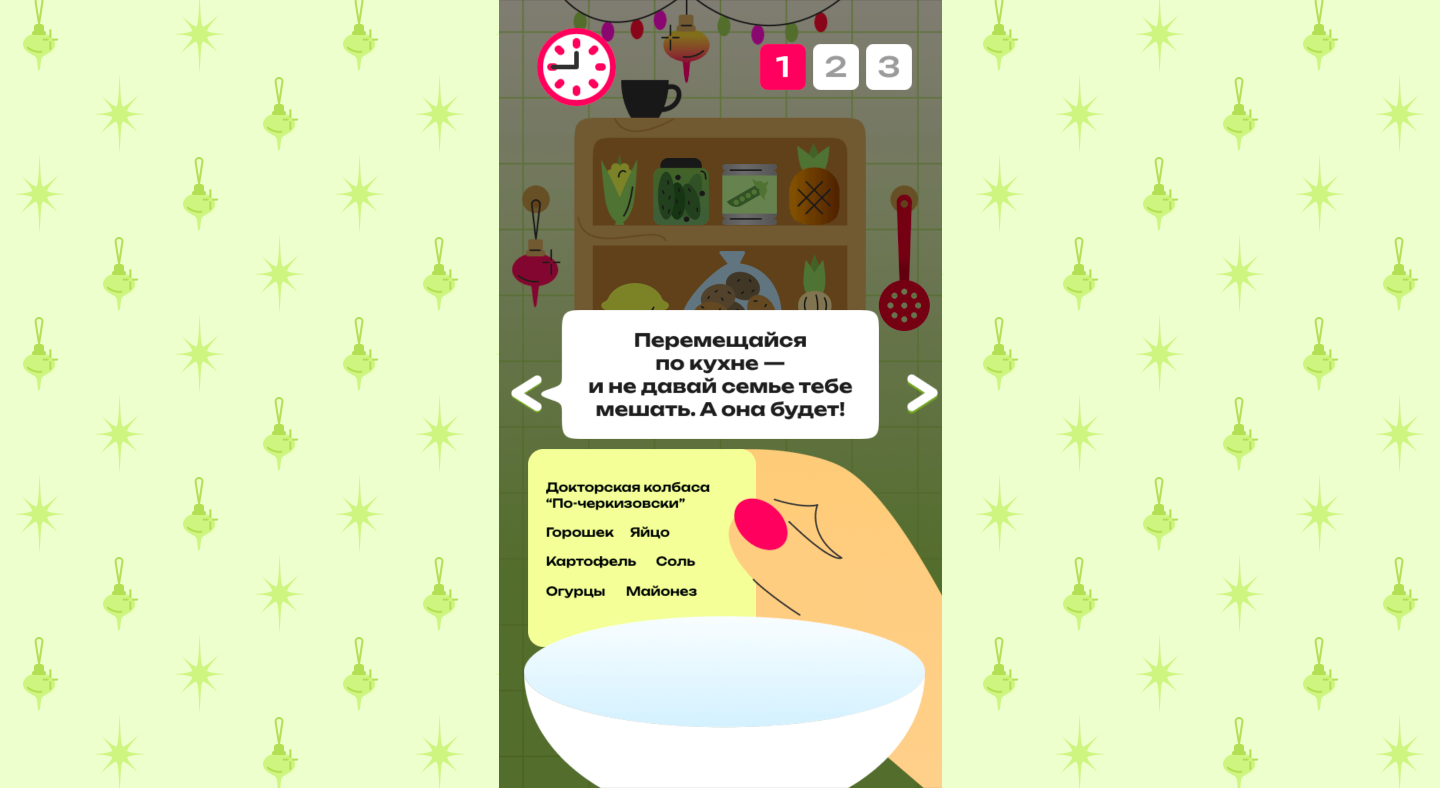 1 2 3
Перемещайся
по кухне —
и не давай семье тебе
мешать. А она будет!
Докторская колбаса
“По-черкизовски”
Горошек Яйцо
Картофель Соль
Огурцы Майонез